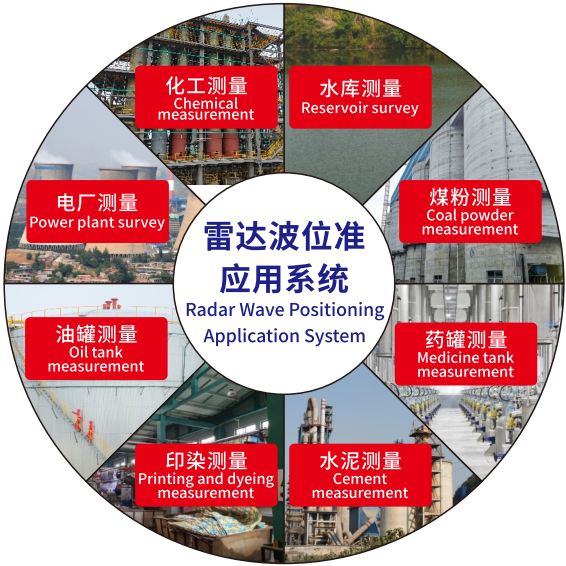 化工测量
Chemical
measurement
水库测量
Reservoir survey
电厂测量
Power plant survey
煤粉测量
Coal powder
measurement
雷达波位准
应用系统
Radar Wave Positioning
Application System
油罐测量
Oil tank
measurement
药罐测量
Medicine tank
measurement
印染测量
Printing and dyeing
measurement
水泥测量
Cement
measurement